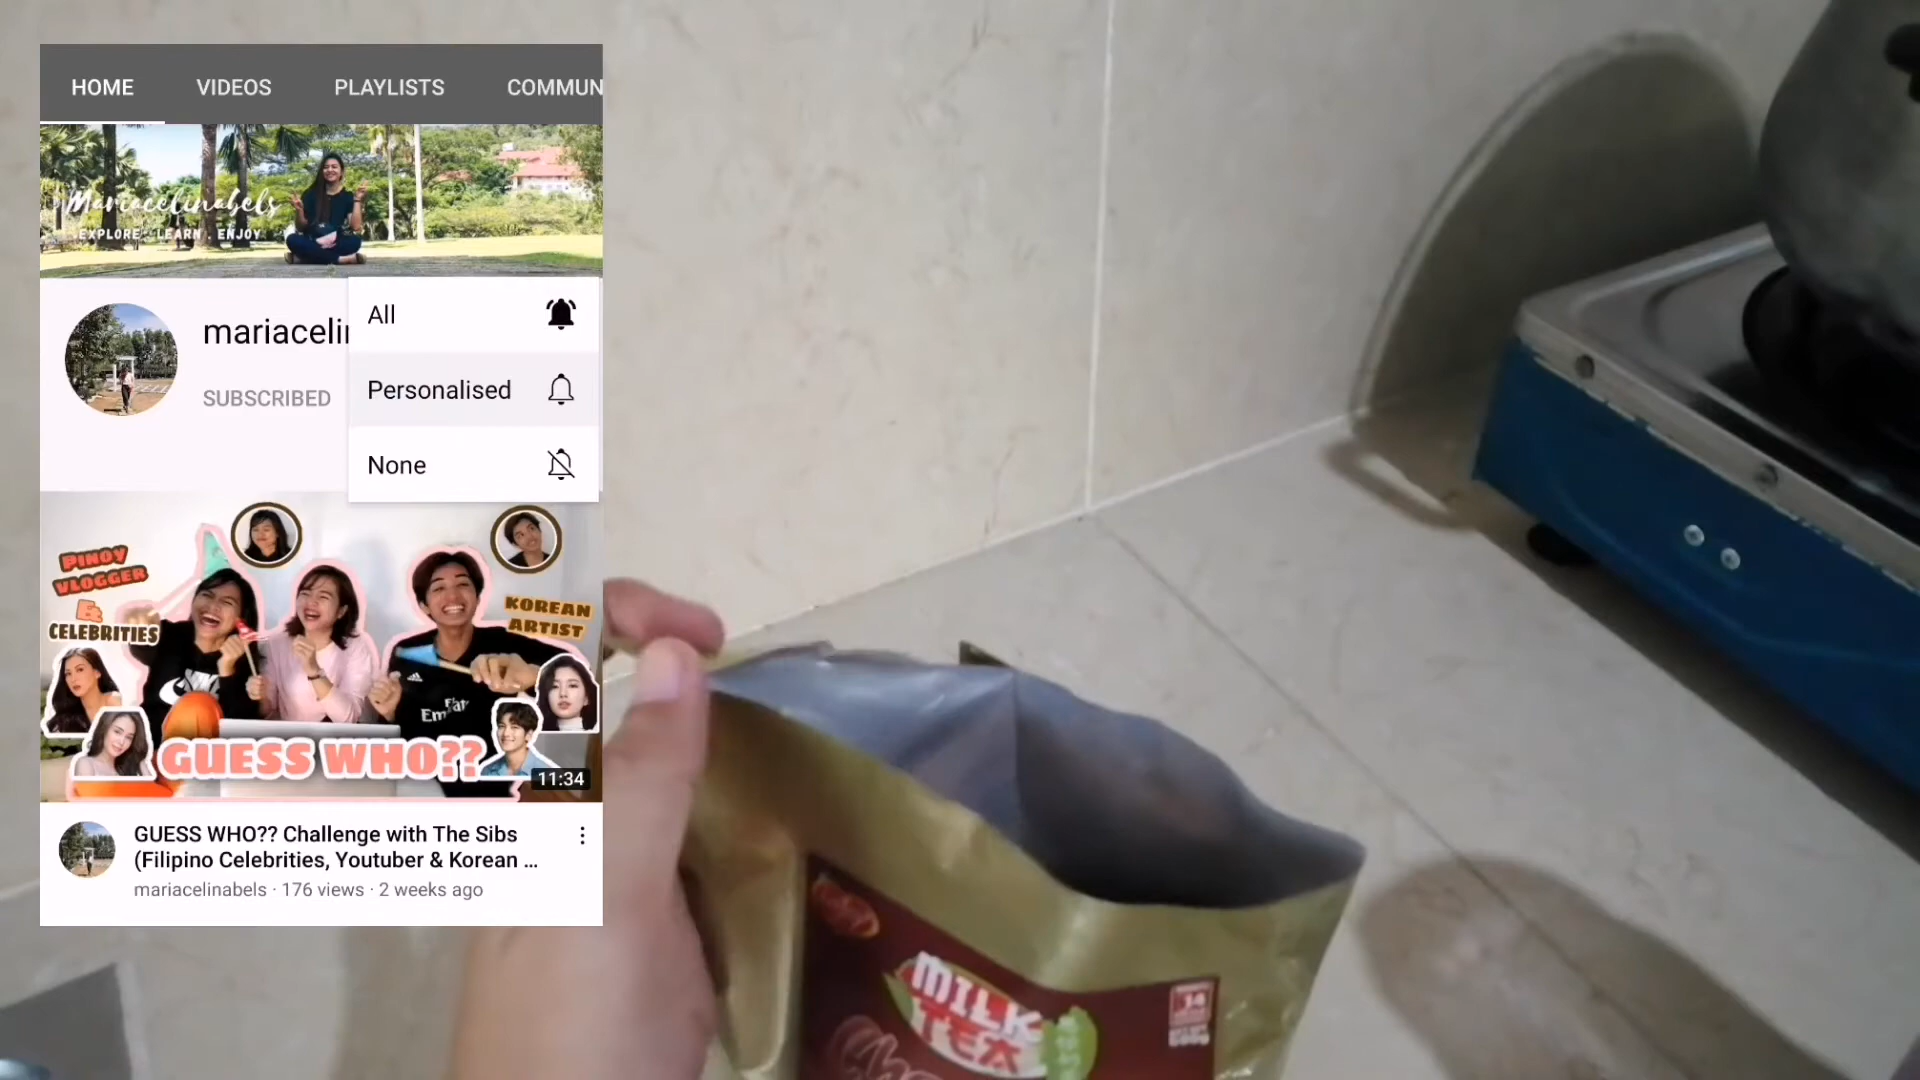 HOME VIDEOS PLAYLISTS COMMUN
Mariacelinabels
EXPLORE . LEARN . ENJOY
mariacelin
SUBSCRIBED
All
Personalised
None
PINOY
VLOGGER
&
CELEBRITIES
KOREAN
ARTIST
Emirat
GUESS WHO??
11:34
GUESS WHO?? Challenge with The Sibs
(Filipino Celebrities, Youtuber & Korean ...
mariacelinabels · 176 views · 2 weeks ago
MILK
TEA